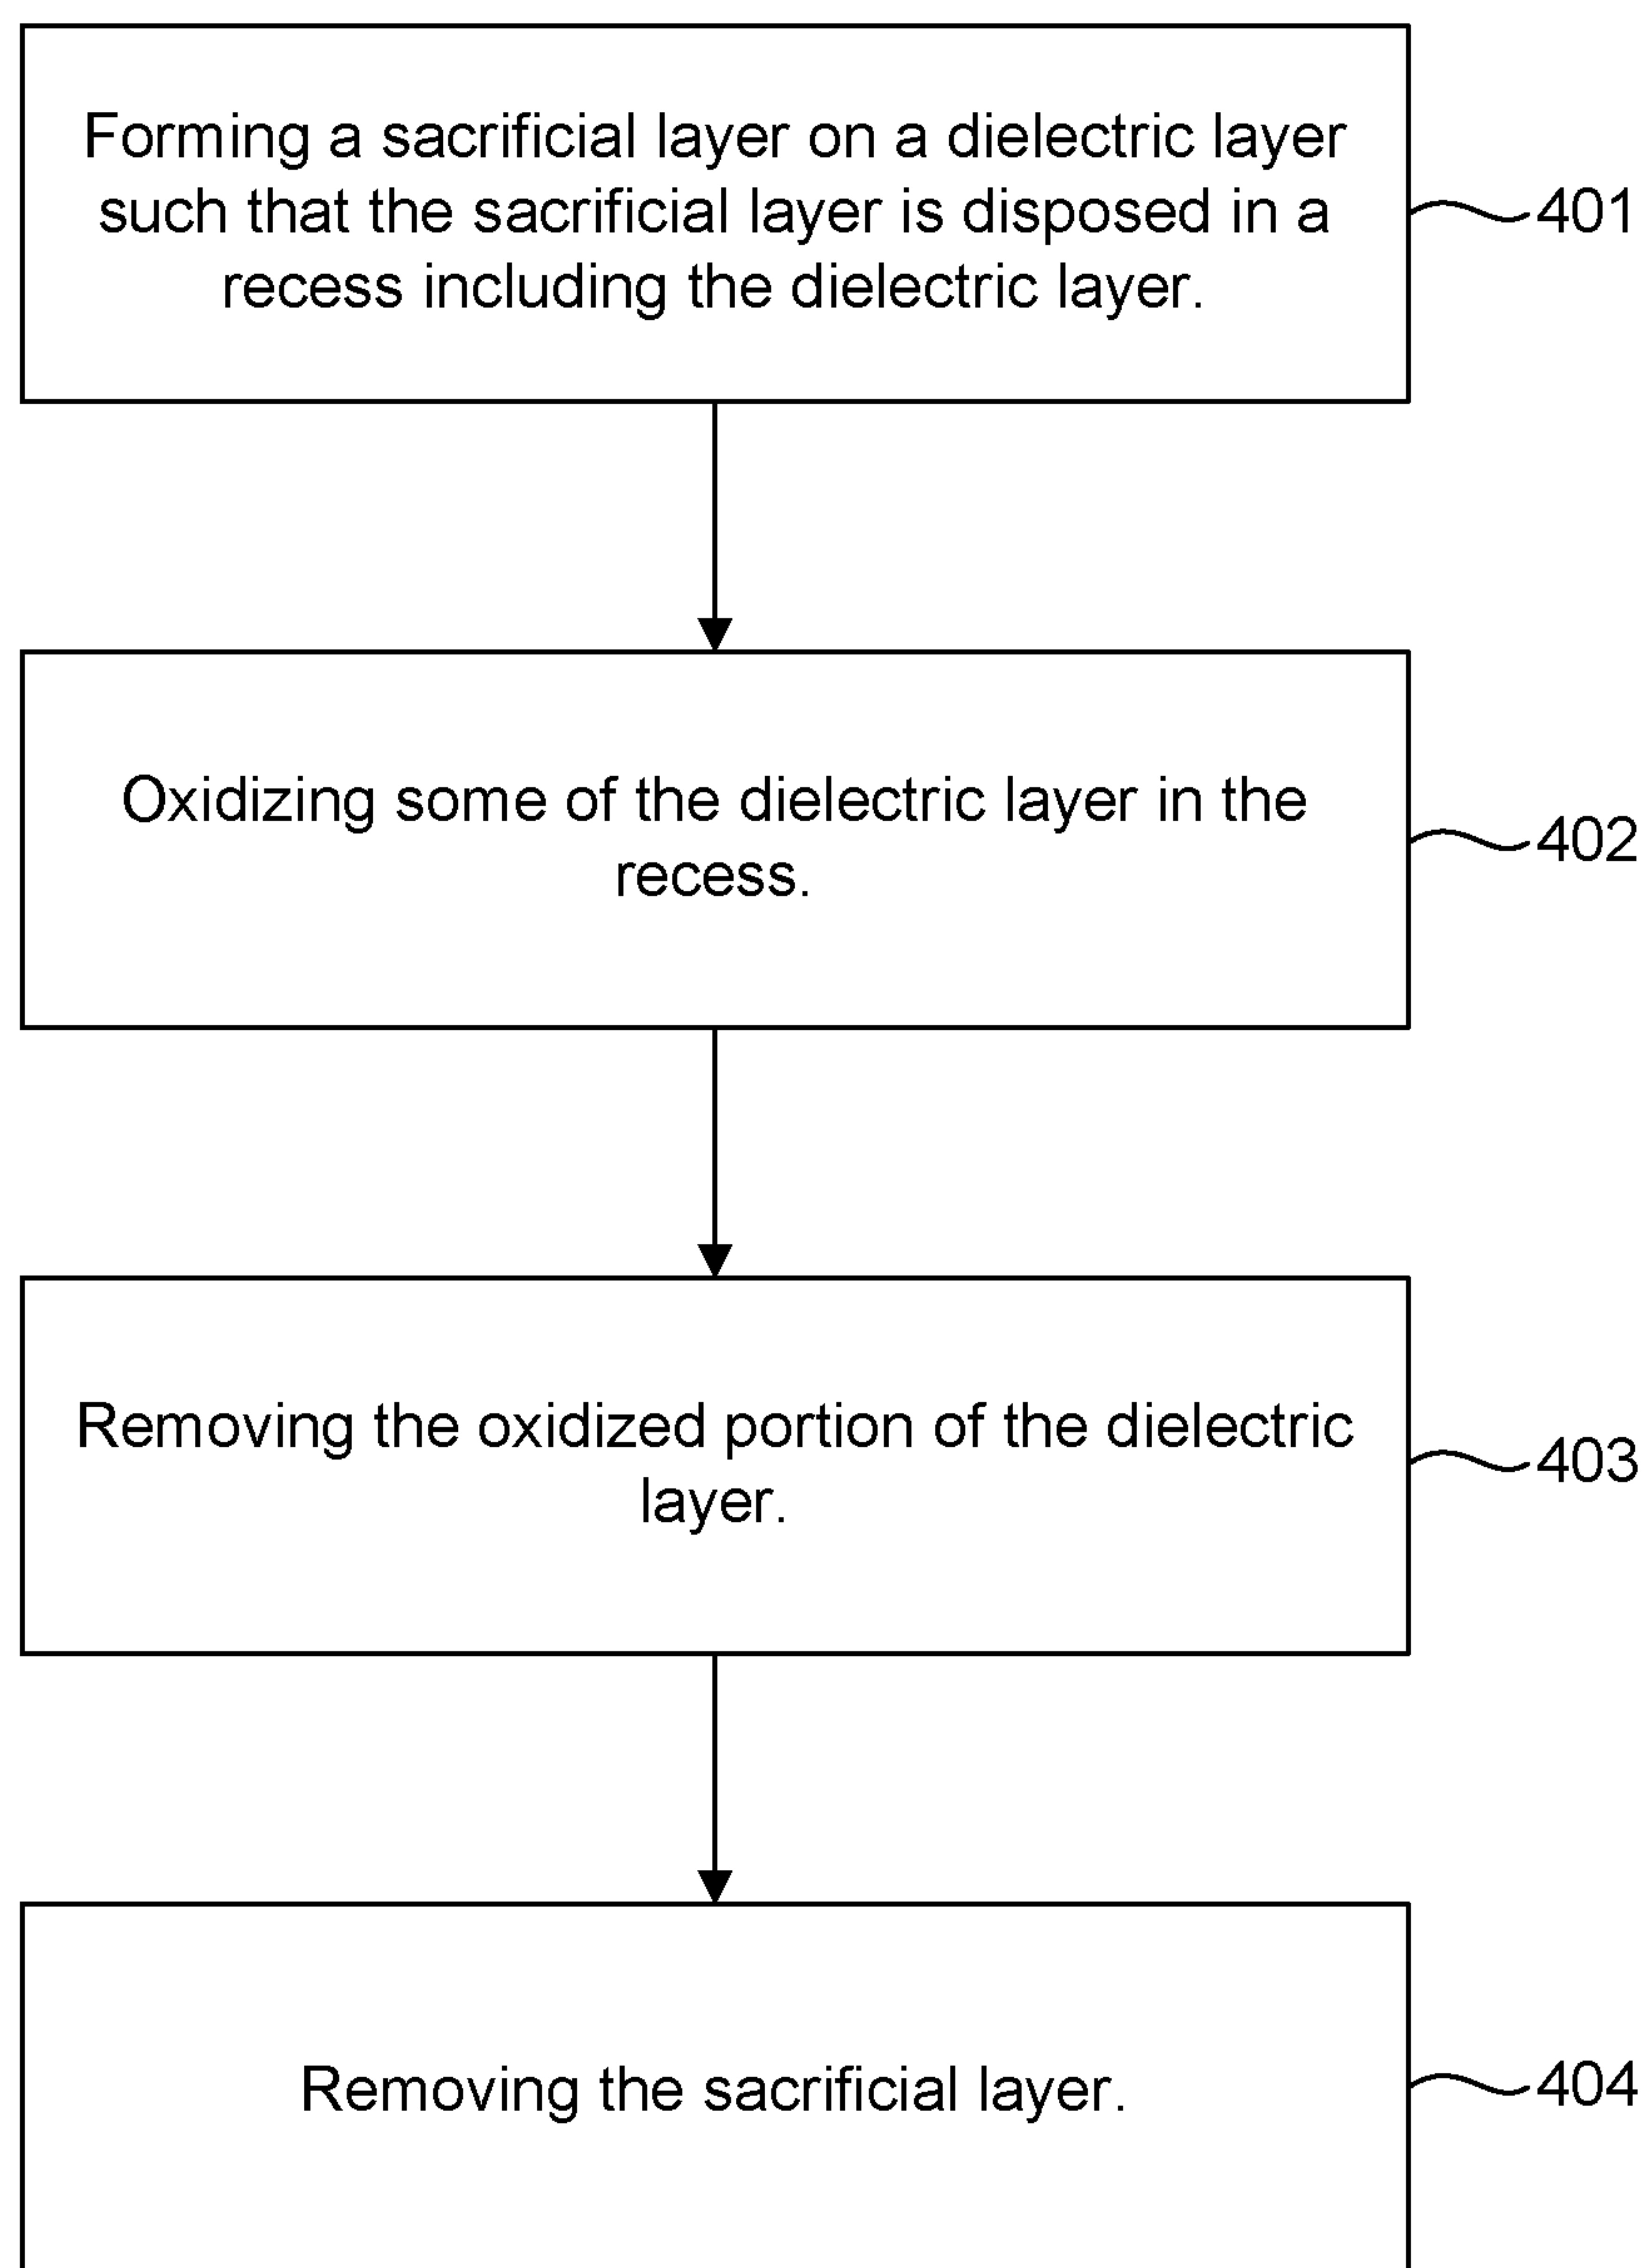 Forming a sacrificial layer on a dielectric layer
such that the sacrificial layer is disposed in a
recess including the dielectric layer.
401
Oxidizing some of the dielectric layer in the
recess.
402
Removing the oxidized portion of the dielectric
layer.
403
Removing the sacrificial layer.
404